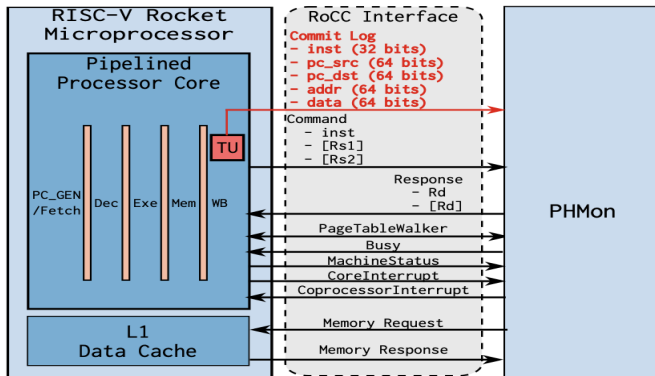 RISC-V Rocket
Microprocessor
Pipelined
Processor Core
TU
PC_GEN
/Fetch
Dec
Exe
Mem
WB
L1
Data Cache
RoCC Interface
Commit Log
- inst (32 bits)
- pc_src (64 bits)
- pc_dst (64 bits)
- addr (64 bits)
- data (64 bits)
Command
- inst
- [Rs1]
- [Rs2]
Response
- Rd
- [Rd]
PageTableWalker
Busy
MachineStatus
CoreInterrupt
CoprocessorInterrupt
Memory Request
Memory Response
PHMon